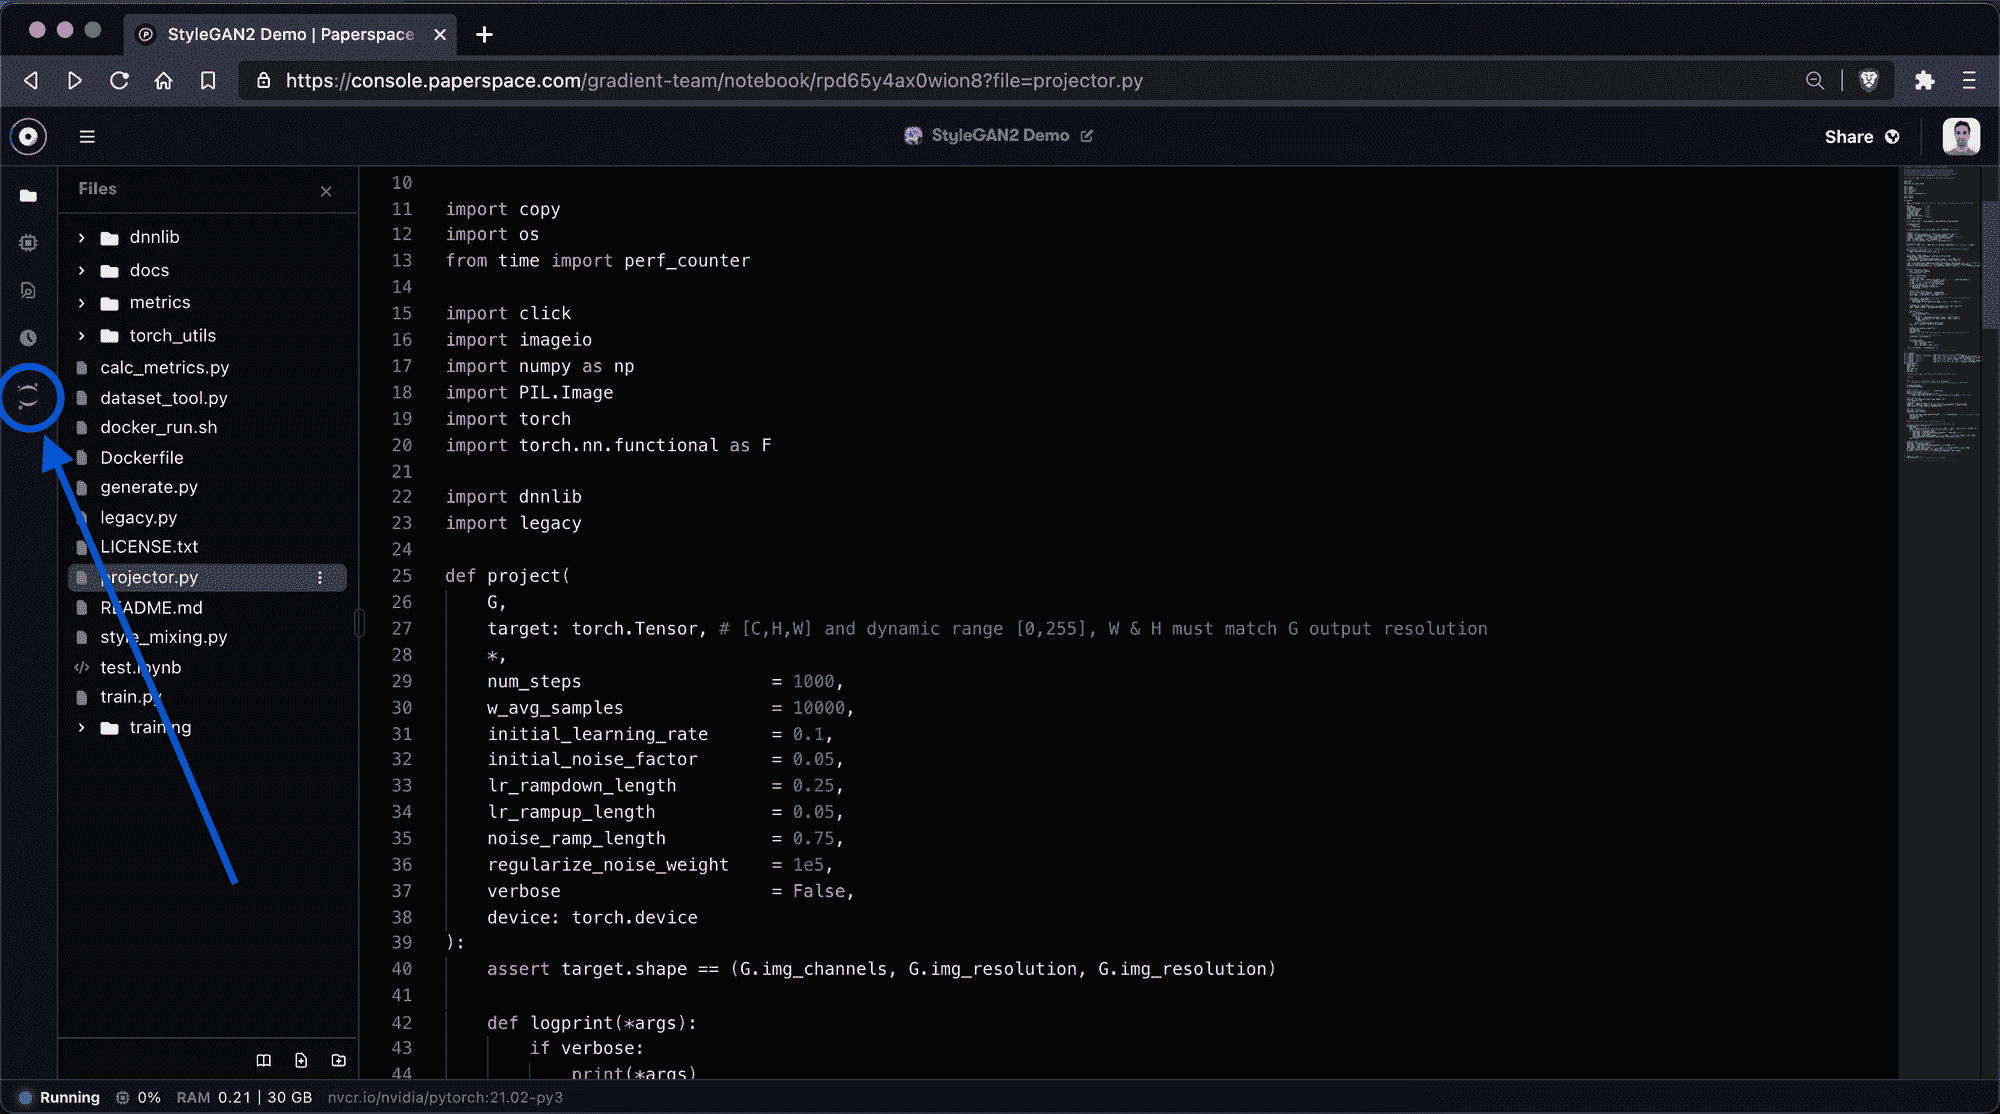 StyleGAN2 Demo | Paperspace
https://console.paperspace.com/gradient-team/notebook/rpd65y4ax0wion8?file=projector.py
StyleGAN2 Demo
Share
Files
dnnlib
docs
metrics
torch_utils
calc_metrics.py
dataset_tool.py
docker_run.sh
Dockerfile
generate.py
legacy.py
LICENSE.txt
projector.py
README.md
style_mixing.py
</> test.ipynb
train.py
training
10
11 import copy
12 import os
13 from time import perf_counter
14
15 import click
16 import imageio
17 import numpy as np
18 import PIL.Image
19 import torch
20 import torch.nn.functional as F
21
22 import dnnlib
23 import legacy
24
25 def project(
26 G,
27 target: torch.Tensor, # [C,H,W] and dynamic range [0,255], W & H must match G output resolution
28 *,
29 num_steps = 1000,
30 w_avg_samples = 10000,
31 initial_learning_rate = 0.1,
32 initial_noise_factor = 0.05,
33 lr_rampdown_length = 0.25,
34 lr_rampup_length = 0.05,
35 noise_ramp_length = 0.75,
36 regularize_noise_weight = 1e5,
37 verbose = False,
38 device: torch.device
39 ):
40 assert target.shape == (G.img_channels, G.img_resolution, G.img_resolution)
41
42 def logprint(*args):
43 if verbose:
44 print(*args)
Running 0% RAM 0.21 | 30 GB nvcr.io/nvidia/pytorch:21.02-py3